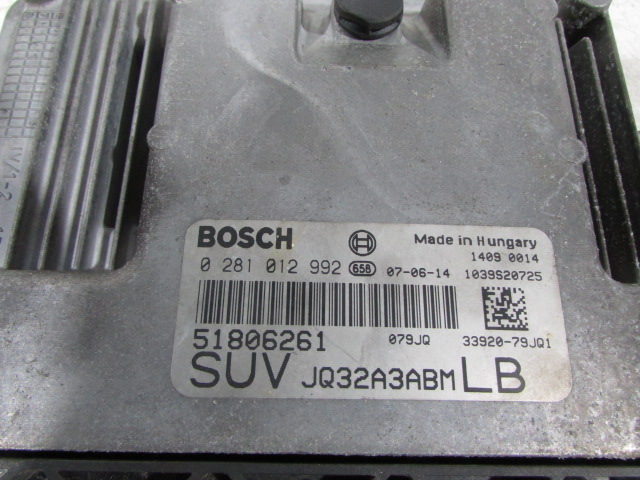 BOSCH Made in Hungary
1409 0014
0 281 012 992 658 07-06-14 1039S20725
51806261 079JQ 33920-79JQ1
SUV JQ32A3ABM LB